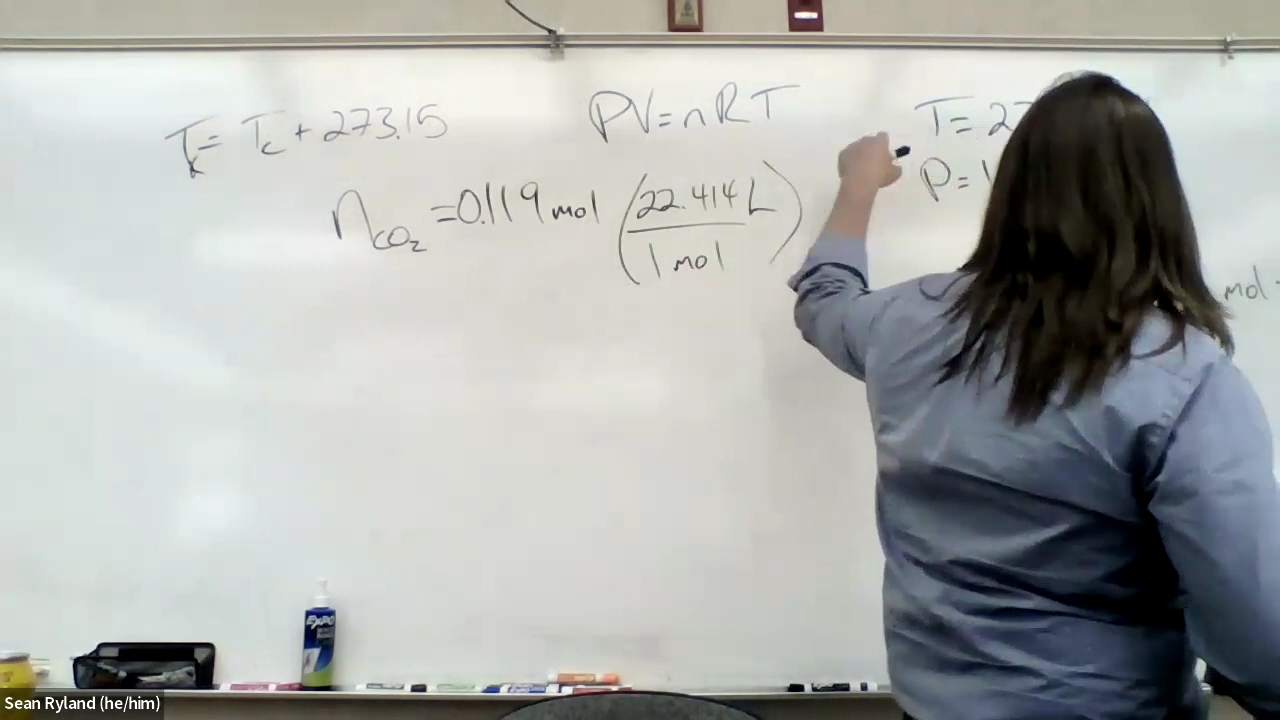 T_K = T_c + 273.15
PV = nRT
T = 27
P = 1
n_CO₂ = 0.119 mol (22.414 L / 1 mol)
mol
EXPO
Sean Ryland (he/him)